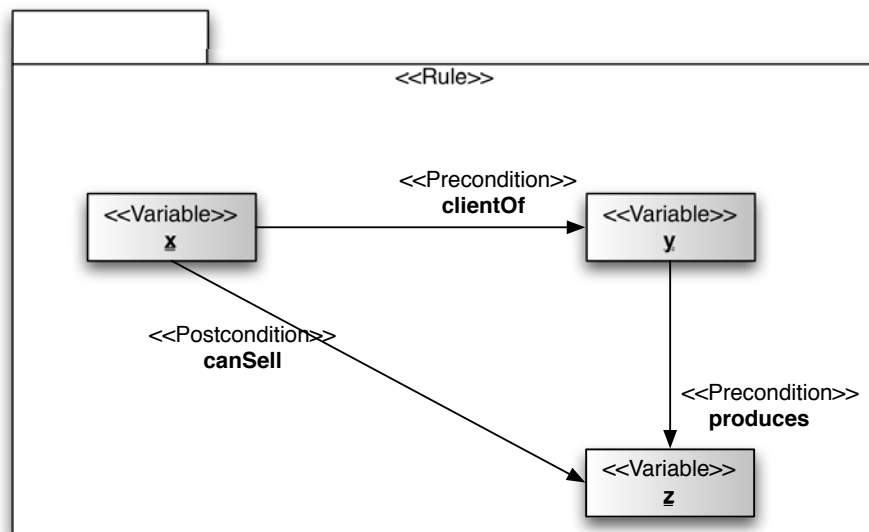 <<Rule>>
<<Precondition>>
clientOf
<<Variable>>
x
<<Variable>>
y
<<Postcondition>>
canSell
<<Precondition>>
produces
<<Variable>>
z